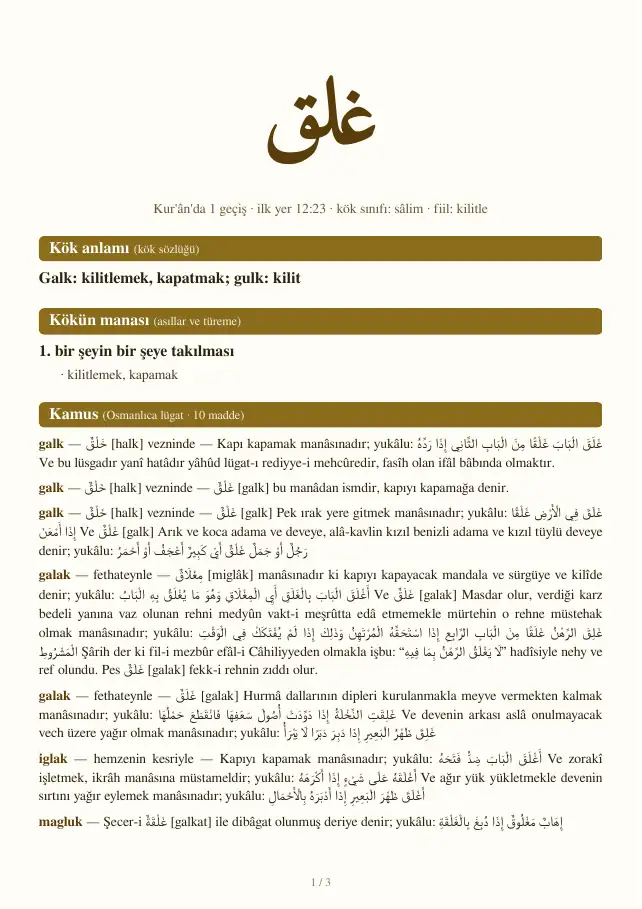 غلق
Kur'ân'da 1 geçiş · ilk yer 12:23 · kök sınıfı: sâlim · fiil: kilitle
Kök anlamı (kök sözlüğü)
Galk: kilitlemek, kapatmak; gulk: kilit
Kökün manası (asıllar ve türeme)
1. bir şeyin bir şeye takılması
· kilitlemek, kapamak
Kamus (Osmanlıca lügat · 10 madde)
galk — خَلْقٌ [halk] vezninde — Kapı kapamak manâsınadır; yukâlu: غَلَقَ الْبَابَ غَلْقًا مِنَ الْبَابِ الثَّانِي إِذَا رَدَّهُ
Ve bu lüsgadır yanî hatâdır yâhûd lügat-ı rediyye-i mehcûredir, fasîh olan ifâl bâbında olmaktır.
galk — خَلْقٌ [halk] vezninde — غَلْقٌ [galk] bu manâdan ismdir, kapıyı kapamağa denir.
galk — خَلْقٌ [halk] vezninde — غَلْقٌ [galk] Pek ırak yere gitmek manâsınadır; yukâlu: غَلَقَ فِي الْأَرْضِ غَلْقًا
إِذَا أَمْعَنَ Ve غَلْقٌ [galk] Arık ve koca adama ve deveye, alâ-kavlin kızıl benizli adama ve kızıl tüylü deveye
denir; yukâlu: رَجُلٌ أَوْ جَمَلٌ غَلْقٌ أَيْ كَبِيرٌ أَعْجَفُ أَوْ أَحْمَرُ
galak — fethateynle — مِغْلَاقٌ [miglâk] manâsınadır ki kapıyı kapayacak mandala ve sürgüye ve kilîde
denir; yukâlu: أَغْلَقَ الْبَابَ بِالْغَلَقِ أَيِ الْمِغْلَاقِ وَهُوَ مَا يُغْلَقُ بِهِ الْبَابُ Ve غَلَقٌ [galak] Masdar olur, verdiği karz
bedeli yanına vaz olunan rehni medyûn vakt-i meşrûtta edâ etmemekle mürtehin o rehne müstehak
olmak manâsınadır; yukâlu: غَلِقَ الرَّهْنُ غَلَقًا مِنَ الْبَابِ الرَّابِعِ إِذَا اسْتَحَقَّهُ الْمُرْتَهِنُ وَذَلِكَ إِذَا لَمْ يُفْتَكَكْ فِي الْوَقْتِ
الْمَشْرُوطِ Şârih der ki fil-i mezbûr efâl-i Câhiliyyeden olmakla işbu: “لَا يَغْلَقُ الرَّهْنُ بِمَا فِيهِ” hadîsiyle nehy ve
ref olundu. Pes غَلَقٌ [galak] fekk-i rehnin zıddı olur.
galak — fethateynle — غَلَقٌ [galak] Hurmâ dallarının dipleri kurulanmakla meyve vermekten kalmak
manâsınadır; yukâlu: غَلِقَتِ النَّخْلَةُ إِذَا دَوَّدَتْ أُصُولُ سَعَفِهَا فَانْقَطَعَ حَمْلُهَا Ve devenin arkası aslâ onulmayacak
vech üzere yağır olmak manâsınadır; yukâlu: غَلِقَ ظَهْرُ الْبَعِيرِ إِذَا دَبِرَ دَبَرًا لَا يَبْرَأُ
iglak — hemzenin kesriyle — Kapıyı kapamak manâsınadır; yukâlu: أَغْلَقَ الْبَابَ ضِدُّ فَتَحَهُ Ve zorakî
işletmek, ikrâh manâsına müstameldir; yukâlu: أَغْلَقَهُ عَلَى شَيْءٍ إِذَا أَكْرَهَهُ Ve ağır yük yükletmekle devenin
sırtını yağır eylemek manâsınadır; yukâlu: أَغْلَقَ ظَهْرَ الْبَعِيرِ إِذَا أَدْبَرَهُ بِالْأَحْمَالِ
magluk — Şecer-i غَلْقَةٌ [galkat] ile dibâgat olunmuş deriye denir; yukâlu: إِهَابٌ مَغْلُوقٌ إِذَا دُبِغَ بِالْغَلْقَةِ
1 / 3